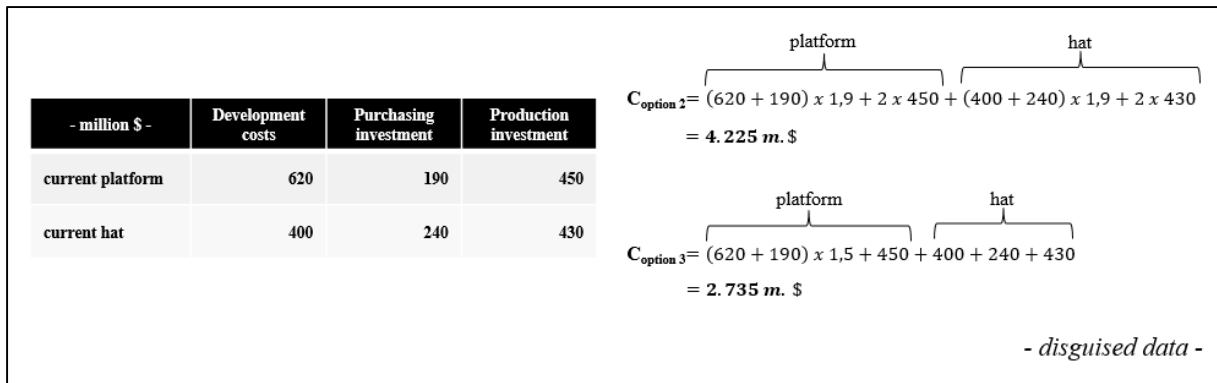 - million $ - Development costs Purchasing investment Production investment
current platform 620 190 450
current hat 400 240 430
platform hat
C option 2= (620 + 190) x 1,9 + 2 x 450 + (400 + 240) x 1,9 + 2 x 430
= 4.225 m. $
platform hat
C option 3= (620 + 190) x 1,5 + 450 + 400 + 240 + 430
= 2.735 m. $
- disguised data -